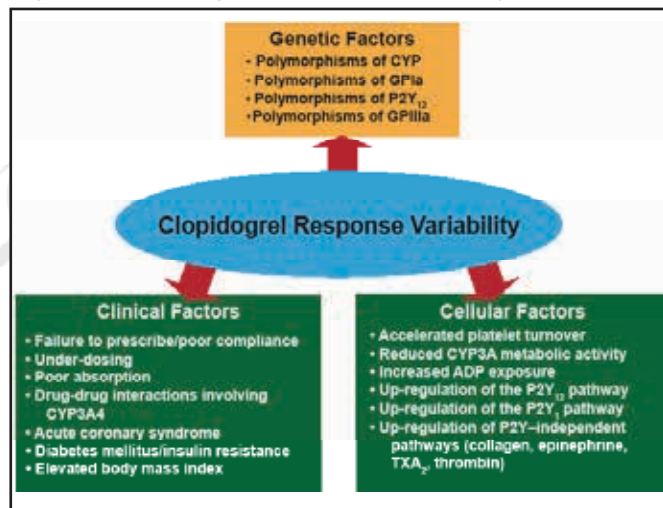 Genetic Factors
• Polymorphisms of CYP
• Polymorphisms of GPIa
• Polymorphisms of P2Y₁₂
• Polymorphisms of GPIIIa
Clopidogrel Response Variability
Clinical Factors
• Failure to prescribe/poor compliance
• Under-dosing
• Poor absorption
• Drug-drug interactions involving
CYP3A4
• Acute coronary syndrome
• Diabetes mellitus/insulin resistance
• Elevated body mass index
Cellular Factors
• Accelerated platelet turnover
• Reduced CYP3A metabolic activity
• Increased ADP exposure
• Up-regulation of the P2Y₁₂ pathway
• Up-regulation of the P2Y₁ pathway
• Up-regulation of P2Y–independent
pathways (collagen, epinephrine,
TXA₂, thrombin)